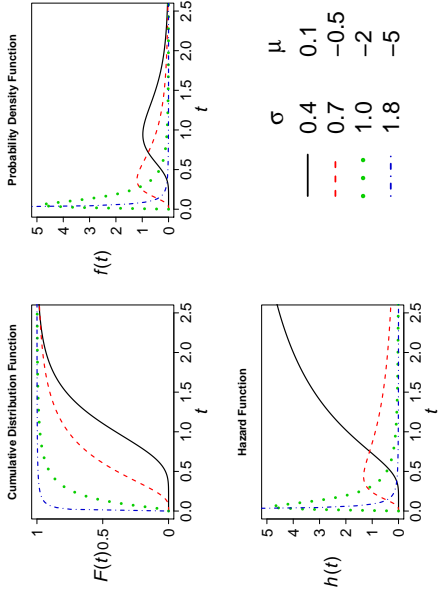 Cumulative Distribution Function
1
F(t)0.5
0
0.0 0.5 1.0 1.5 2.0 2.5
t
Probability Density Function
5
4
3
f(t)
2
1
0
0.0 0.5 1.0 1.5 2.0 2.5
t
Hazard Function
5
4
3
h(t)
2
1
0
0.0 0.5 1.0 1.5 2.0 2.5
t
σ μ
0.4 0.1
0.7 −0.5
1.0 −2
1.8 −5